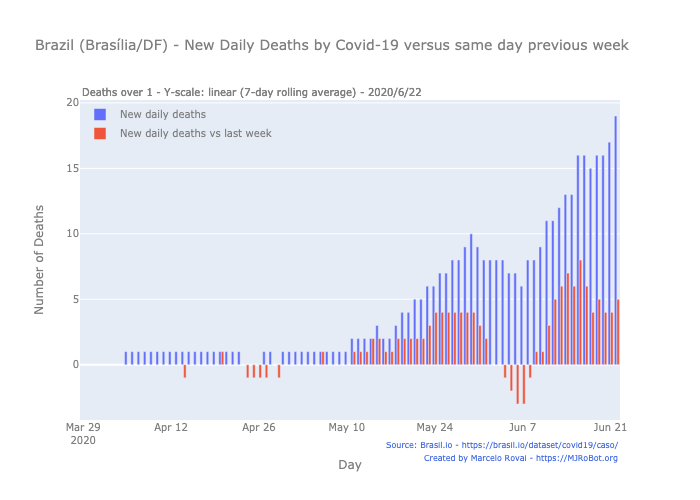 Brazil (Brasília/DF) - New Daily Deaths by Covid-19 versus same day previous week
Deaths over 1 - Y-scale: linear (7-day rolling average) - 2020/6/22
New daily deaths
New daily deaths vs last week
20
15
10
5
0
Number of Deaths
Mar 29 Apr 12 Apr 26 May 10 May 24 Jun 7 Jun 21
2020
Day
Source: Brasil.io - https://brasil.io/dataset/covid19/caso/
Created by Marcelo Rovai - https://MJRoBot.org